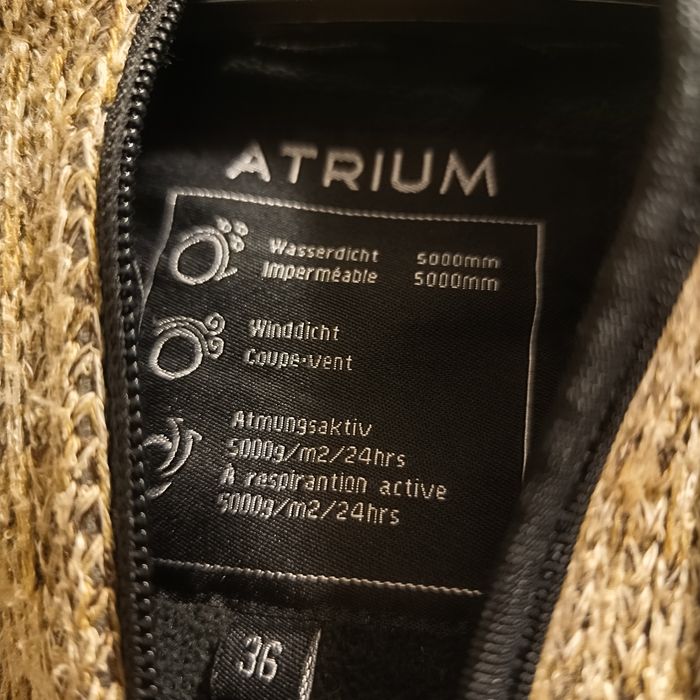 ATRIUM
Wasserdicht 5000mm
Imperméable 5000mm
Winddicht
Coupe-vent
Atmungsaktiv
5000g/m2/24hrs
A respirantion active
5000g/m2/24hrs
36